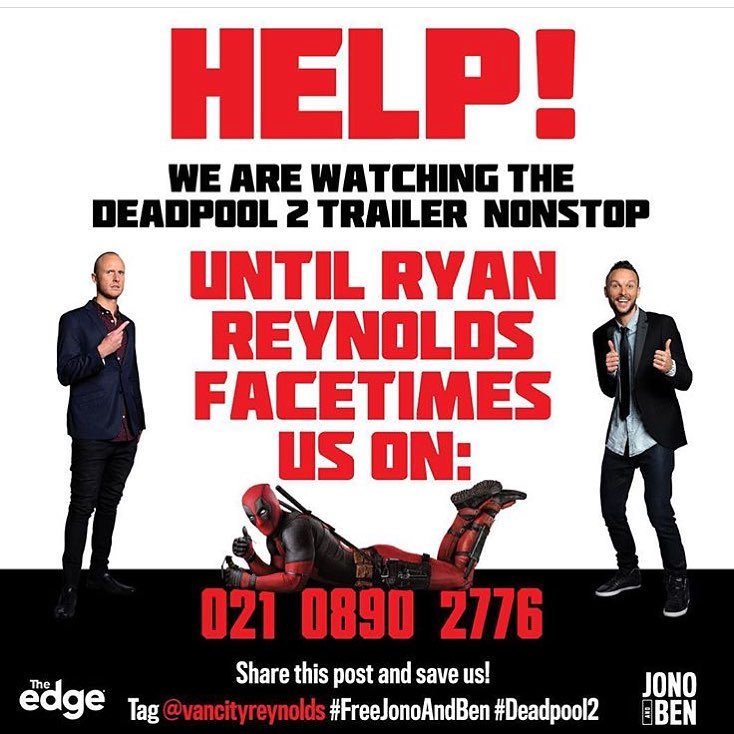 HELP!
WE ARE WATCHING THE
DEADPOOL 2 TRAILER NONSTOP
UNTIL RYAN
REYNOLDS
FACETIMES
US ON:
021 0890 2776
Share this post and save us!
Tag @vancityreynolds #FreeJonoAndBen #Deadpool2
The
edge
JONO
AND BEN